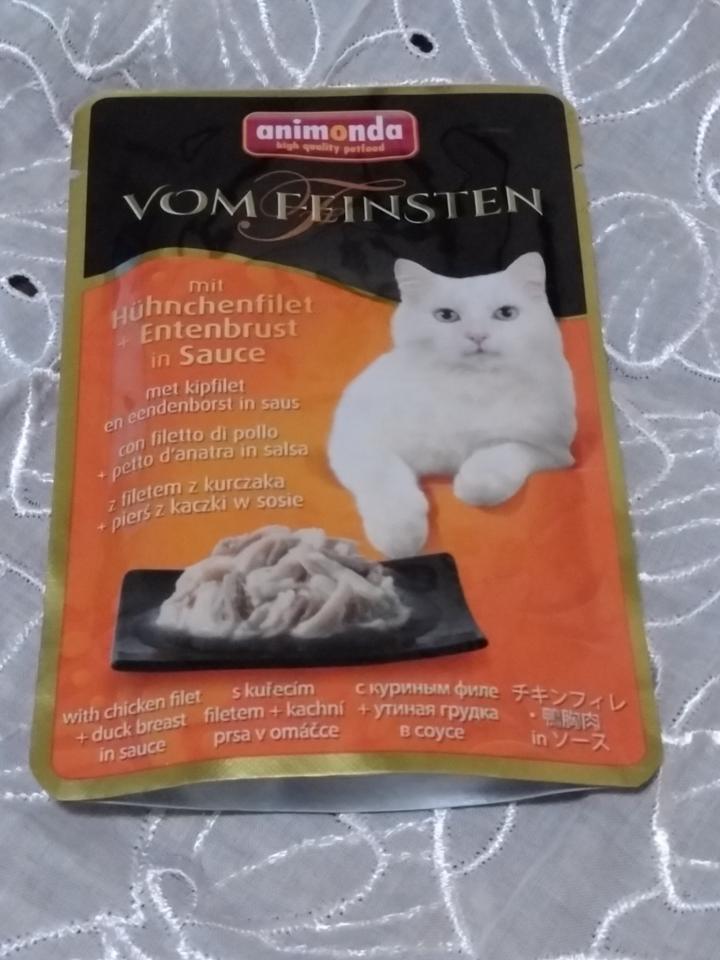 animonda
high quality petfood
VOM FEINSTEN
mit
Hühnchenfilet
+ Entenbrust
in Sauce
met kipfilet
en eendenborst in saus
con filetto di pollo
+ petto d'anatra in salsa
z filetem z kurczaka
+ pierś z kaczki w sosie
with chicken filet
+ duck breast
in sauce
s kuřecím
filetem + kachní
prsa v omáčce
с куриным филе
+ утиная грудка
в соусе
チキンフィレ
・鴨胸肉
in ソース